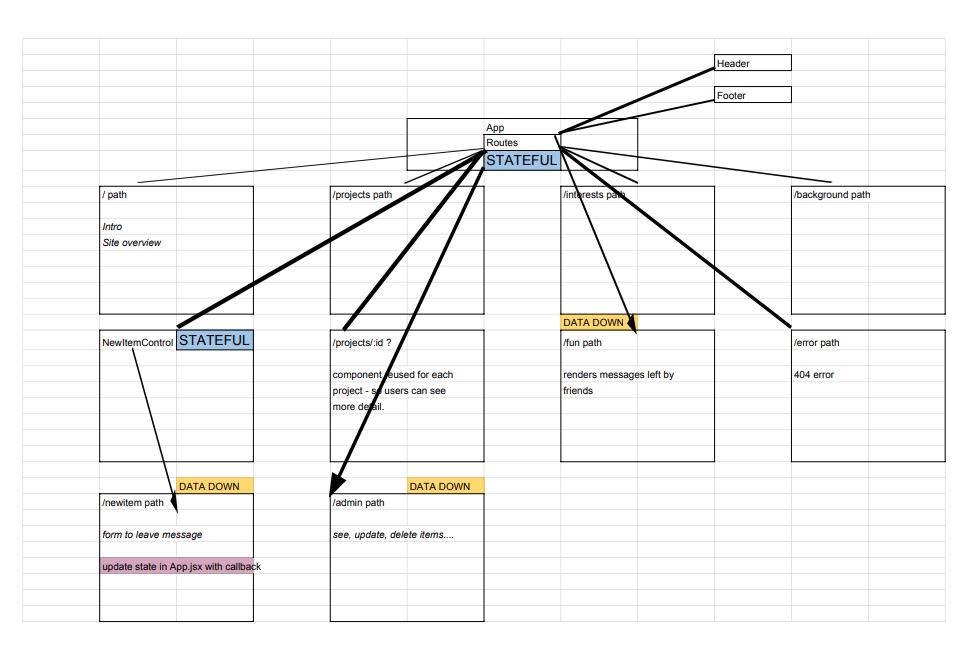 Header
Footer
App
Routes
STATEFUL
/ path
Intro
Site overview
/projects path
/interests path
/background path
NewItemControl
STATEFUL
/projects/:id ?
component reused for each
project - so users can see
more detail.
DATA DOWN
/fun path
renders messages left by
friends
/error path
404 error
DATA DOWN
/newitem path
form to leave message
update state in App.jsx with callback
DATA DOWN
/admin path
see, update, delete items....